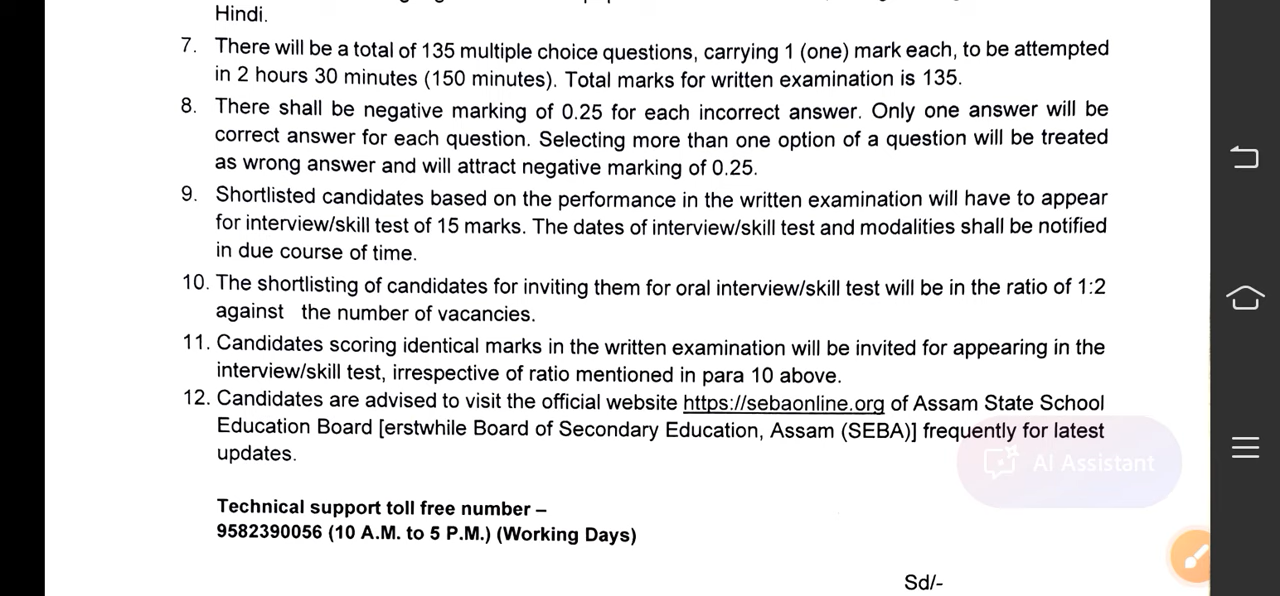 Hindi.
7. There will be a total of 135 multiple choice questions, carrying 1 (one) mark each, to be attempted
in 2 hours 30 minutes (150 minutes). Total marks for written examination is 135.
8. There shall be negative marking of 0.25 for each incorrect answer. Only one answer will be
correct answer for each question. Selecting more than one option of a question will be treated
as wrong answer and will attract negative marking of 0.25.
9. Shortlisted candidates based on the performance in the written examination will have to appear
for interview/skill test of 15 marks. The dates of interview/skill test and modalities shall be notified
in due course of time.
10. The shortlisting of candidates for inviting them for oral interview/skill test will be in the ratio of 1:2
against the number of vacancies.
11. Candidates scoring identical marks in the written examination will be invited for appearing in the
interview/skill test, irrespective of ratio mentioned in para 10 above.
12. Candidates are advised to visit the official website https://sebaonline.org of Assam State School
Education Board [erstwhile Board of Secondary Education, Assam (SEBA)] frequently for latest
updates.
AI Assistant
Technical support toll free number –
9582390056 (10 A.M. to 5 P.M.) (Working Days)
Sd/-